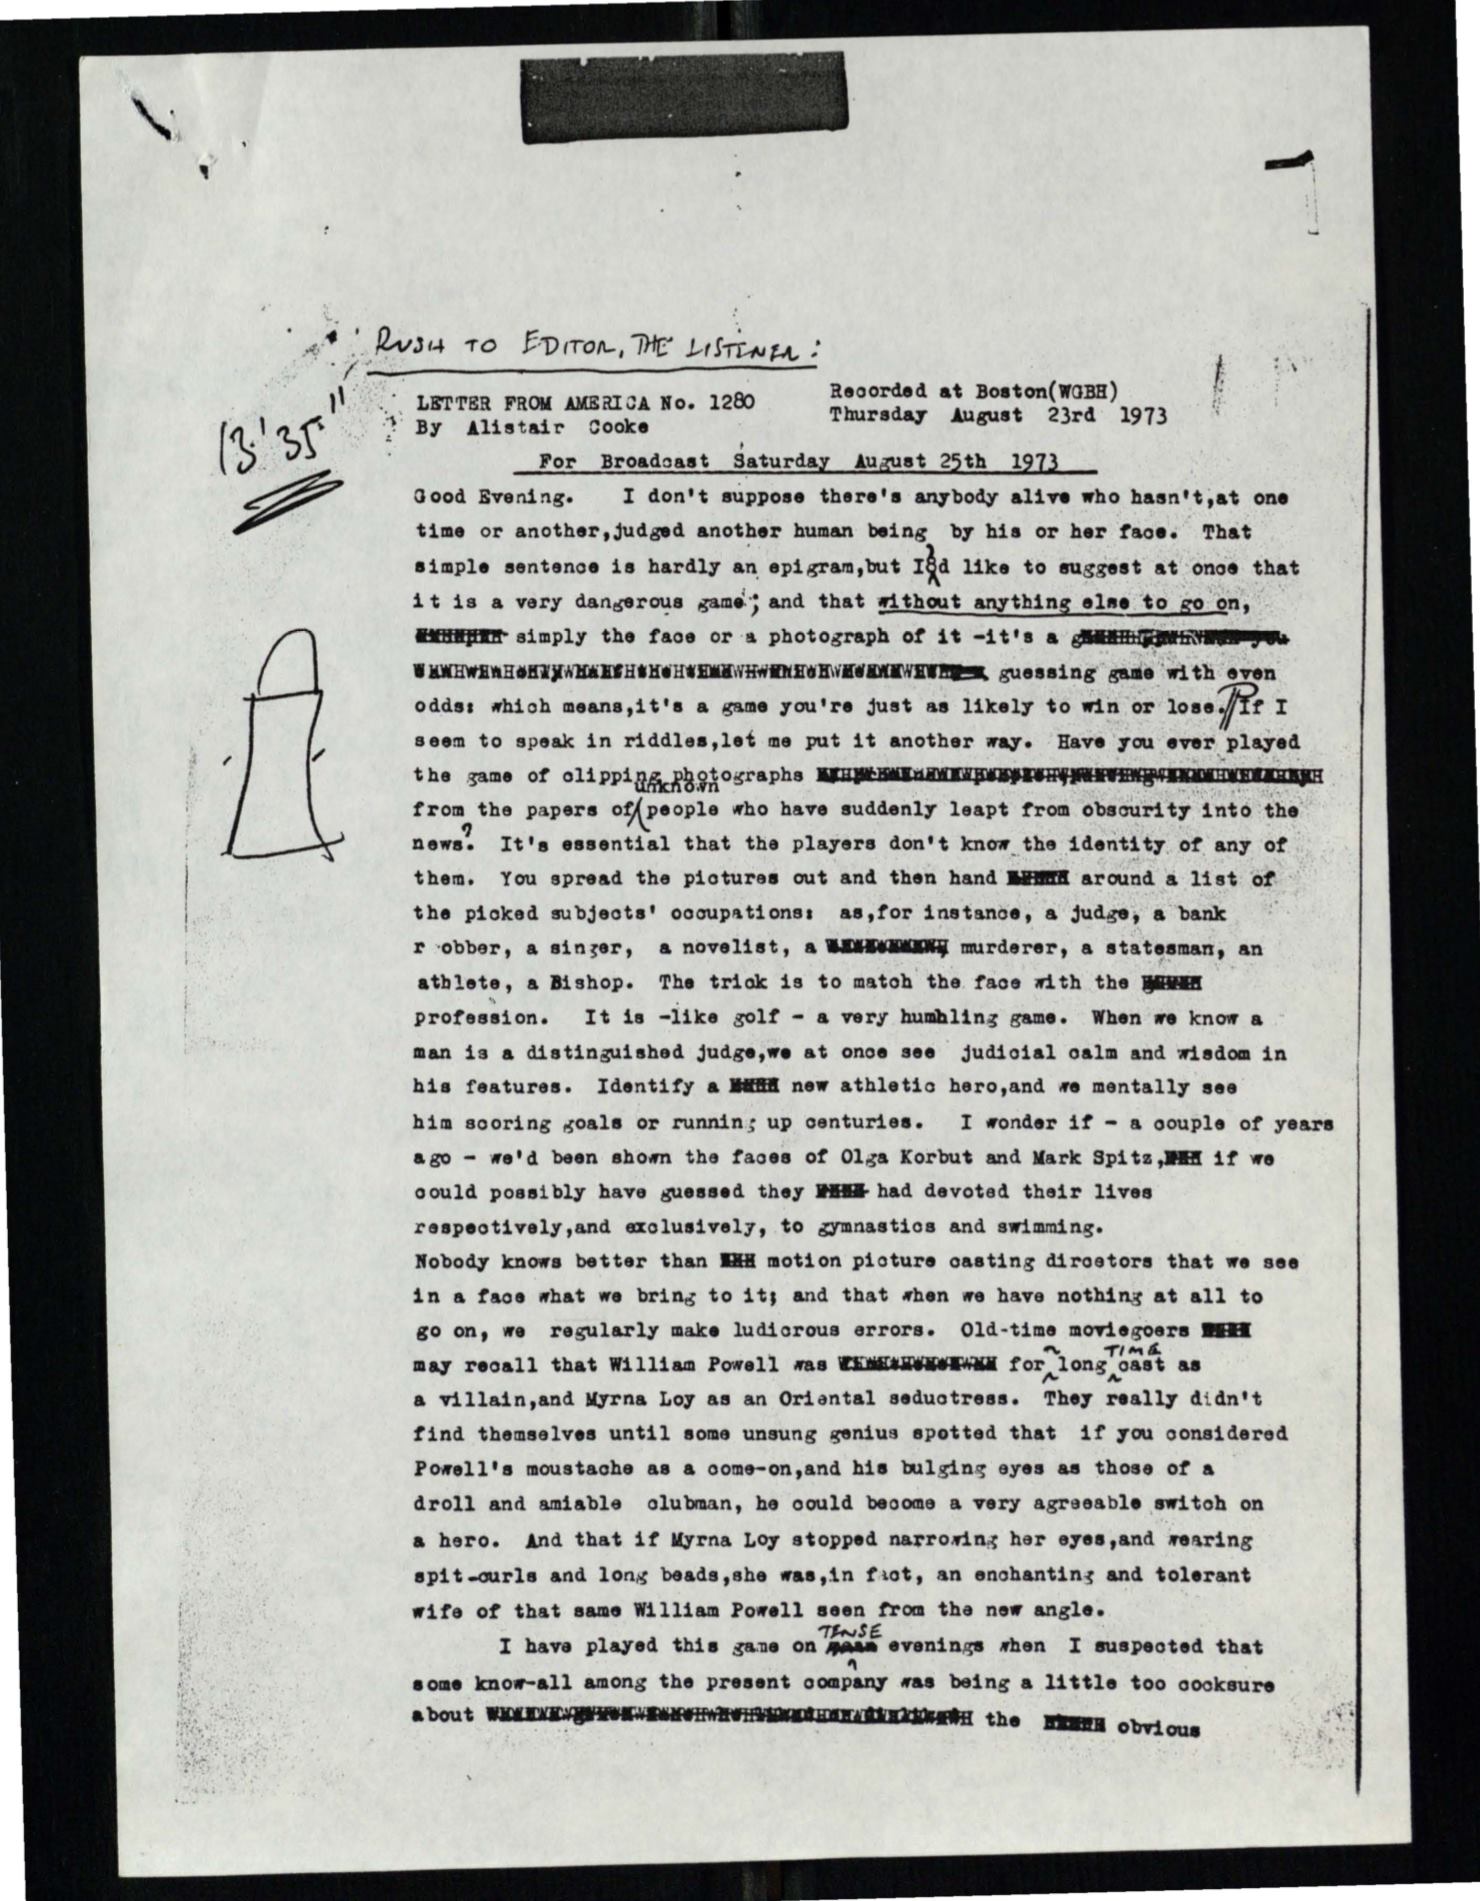 RUSH TO EDITOR, THE LISTENER:
13'35"
LETTER FROM AMERICA No. 1280
By Alistair Cooke
Recorded at Boston(WGBH)
Thursday August 23rd 1973
For Broadcast Saturday August 25th 1973
Good Evening. I don't suppose there's anybody alive who hasn't,at one
time or another,judged another human being by his or her face. That
simple sentence is hardly an epigram,but I'd like to suggest at once that
it is a very dangerous game; and that without anything else to go on,
simply the face or a photograph of it -it's a
guessing game with even
odds: which means,it's a game you're just as likely to win or lose. If I
seem to speak in riddles,let me put it another way. Have you ever played
the game of clipping photographs
unknown
from the papers of people who have suddenly leapt from obscurity into the
news? It's essential that the players don't know the identity of any of
them. You spread the pictures out and then hand around a list of
the picked subjects' occupations: as,for instance, a judge, a bank
r obber, a singer, a novelist, a murderer, a statesman, an
athlete, a Bishop. The trick is to match the face with the
profession. It is -like golf - a very humbling game. When we know a
man is a distinguished judge,we at once see judicial calm and wisdom in
his features. Identify a new athletic hero,and we mentally see
him scoring goals or running up centuries. I wonder if - a couple of years
ago - we'd been shown the faces of Olga Korbut and Mark Spitz, if we
could possibly have guessed they had devoted their lives
respectively,and exclusively, to gymnastics and swimming.
Nobody knows better than motion picture casting dircetors that we see
in a face what we bring to it; and that when we have nothing at all to
go on, we regularly make ludicrous errors. Old-time moviegoers
TIME
may recall that William Powell was for long cast as
a villain,and Myrna Loy as an Oriental seductress. They really didn't
find themselves until some unsung genius spotted that if you considered
Powell's moustache as a come-on,and his bulging eyes as those of a
droll and amiable clubman, he could become a very agreeable switch on
a hero. And that if Myrna Loy stopped narrowing her eyes,and wearing
spit-curls and long beads,she was,in fact, an enchanting and tolerant
wife of that same William Powell seen from the new angle.
TENSE
I have played this game on evenings when I suspected that
some know-all among the present company was being a little too cocksure
about the obvious